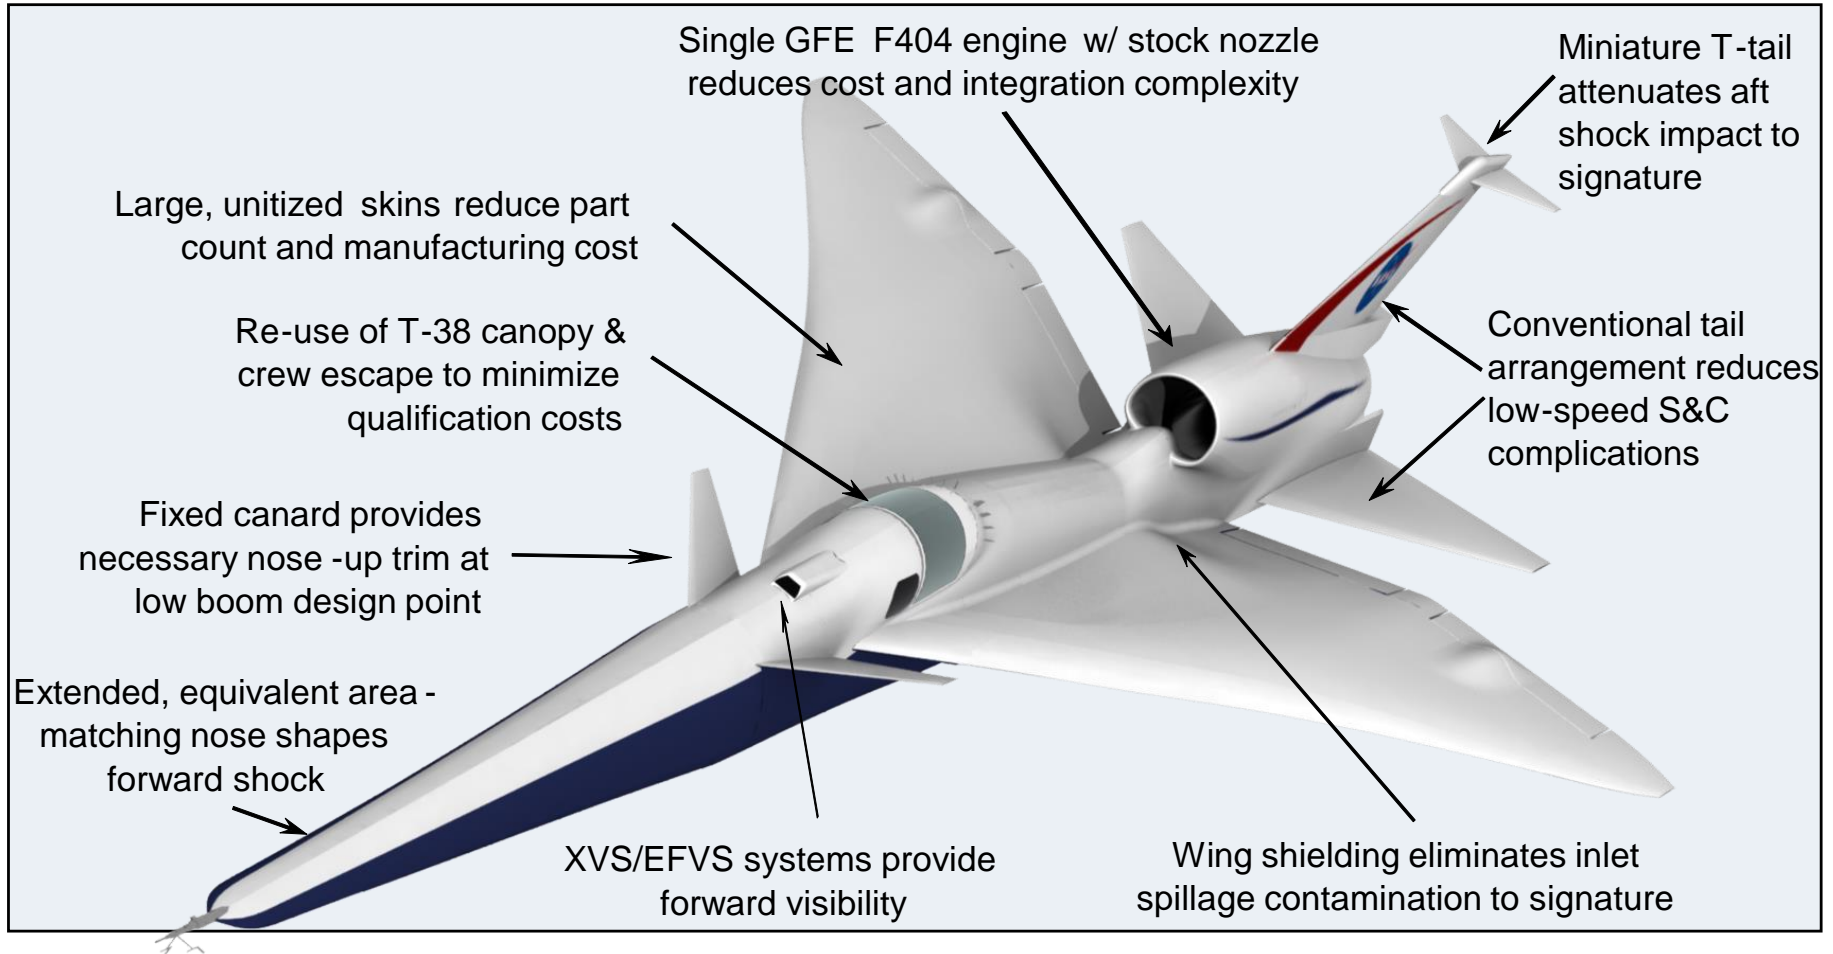 Single GFE F404 engine w/ stock nozzle
reduces cost and integration complexity
Miniature T-tail
attenuates aft
shock impact to
signature
Large, unitized skins reduce part
count and manufacturing cost
Re-use of T-38 canopy &
crew escape to minimize
qualification costs
Conventional tail
arrangement reduces
low-speed S&C
complications
Fixed canard provides
necessary nose -up trim at
low boom design point
Extended, equivalent area -
matching nose shapes
forward shock
XVS/EFVS systems provide
forward visibility
Wing shielding eliminates inlet
spillage contamination to signature